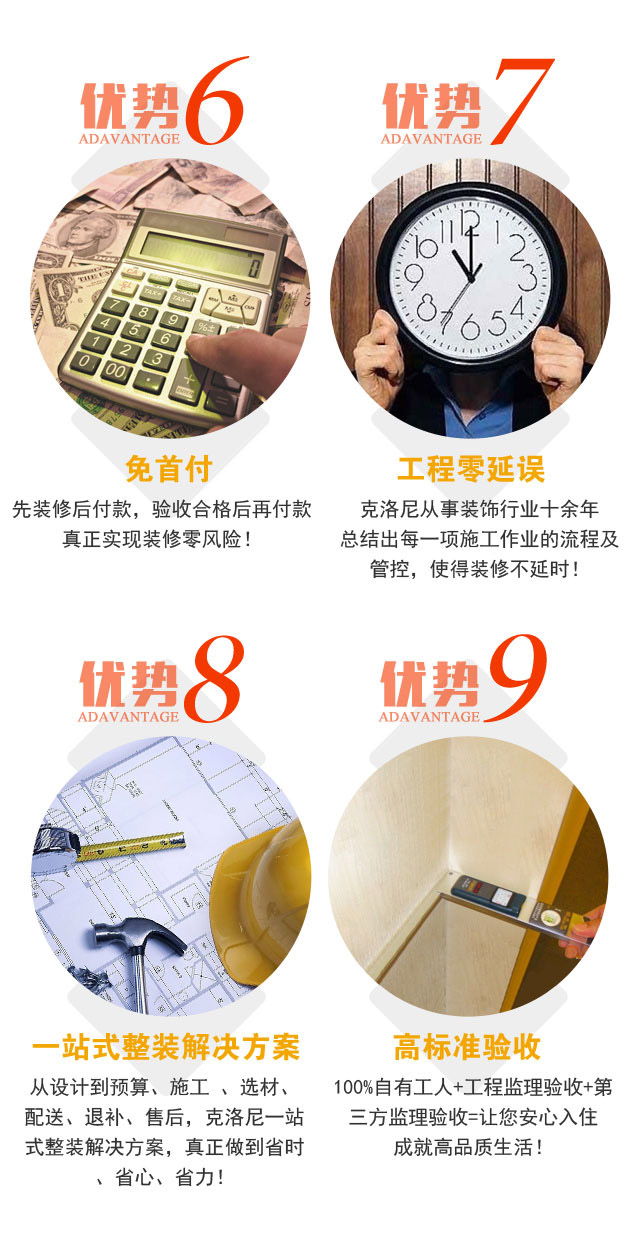 优势6
ADAVANTAGE
优势7
ADAVANTAGE
免首付
先装修后付款，验收合格后再付款
真正实现装修零风险！
工程零延误
克洛尼从事装饰行业十余年
总结出每一项施工作业的流程及
管控，使得装修不延时！
优势8
ADAVANTAGE
优势9
ADAVANTAGE
一站式整装解决方案
从设计到预算、施工 、选材、
配送、退补、售后，克洛尼一站
式整装解决方案，真正做到省时
、省心、省力！
高标准验收
100%自有工人+工程监理验收+第
三方监理验收=让您安心入住
成就高品质生活！